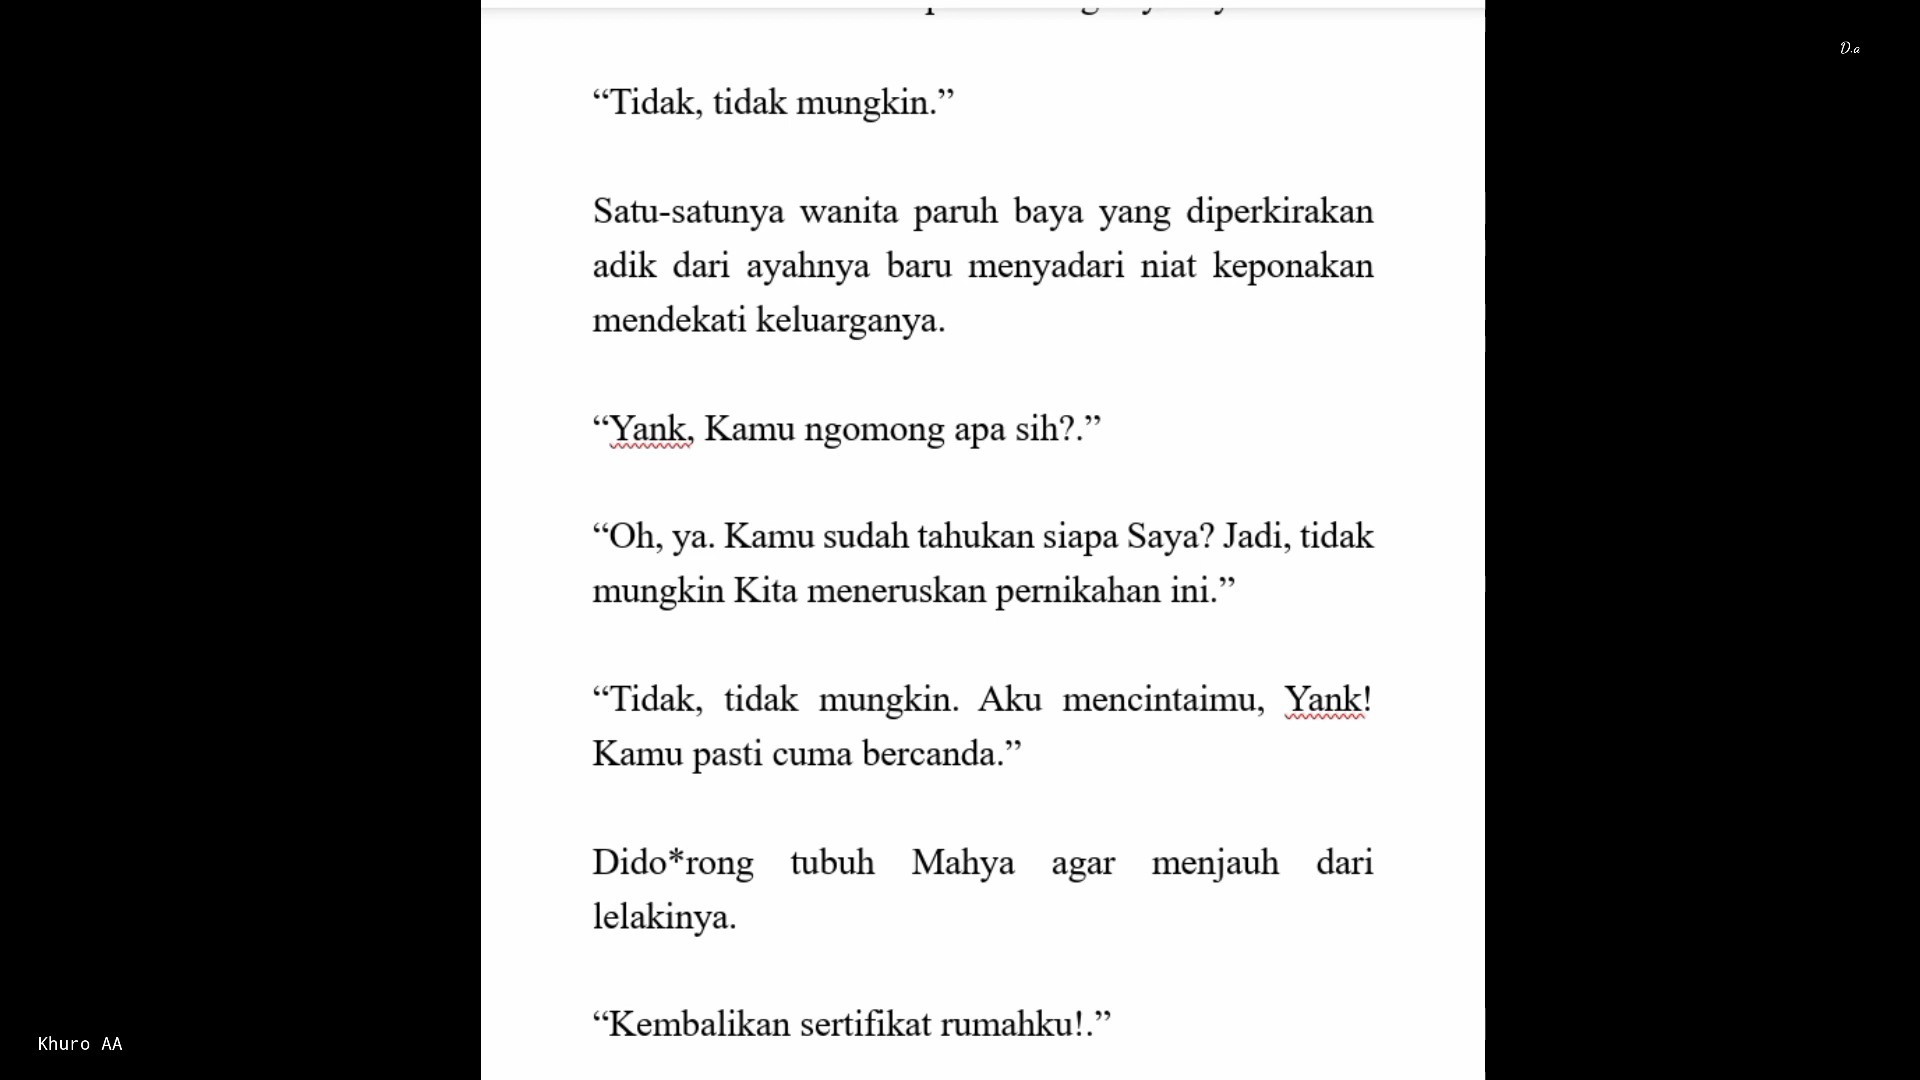 D.a
“Tidak, tidak mungkin.”
Satu-satunya wanita paruh baya yang diperkirakan
adik dari ayahnya baru menyadari niat keponakan
mendekati keluarganya.
“Yank, Kamu ngomong apa sih?.”
“Oh, ya. Kamu sudah tahukan siapa Saya? Jadi, tidak
mungkin Kita meneruskan pernikahan ini.”
“Tidak, tidak mungkin. Aku mencintaimu, Yank!
Kamu pasti cuma bercanda.”
Dido*rong tubuh Mahya agar menjauh dari
lelakinya.
“Kembalikan sertifikat rumahku!.”
Khuro AA